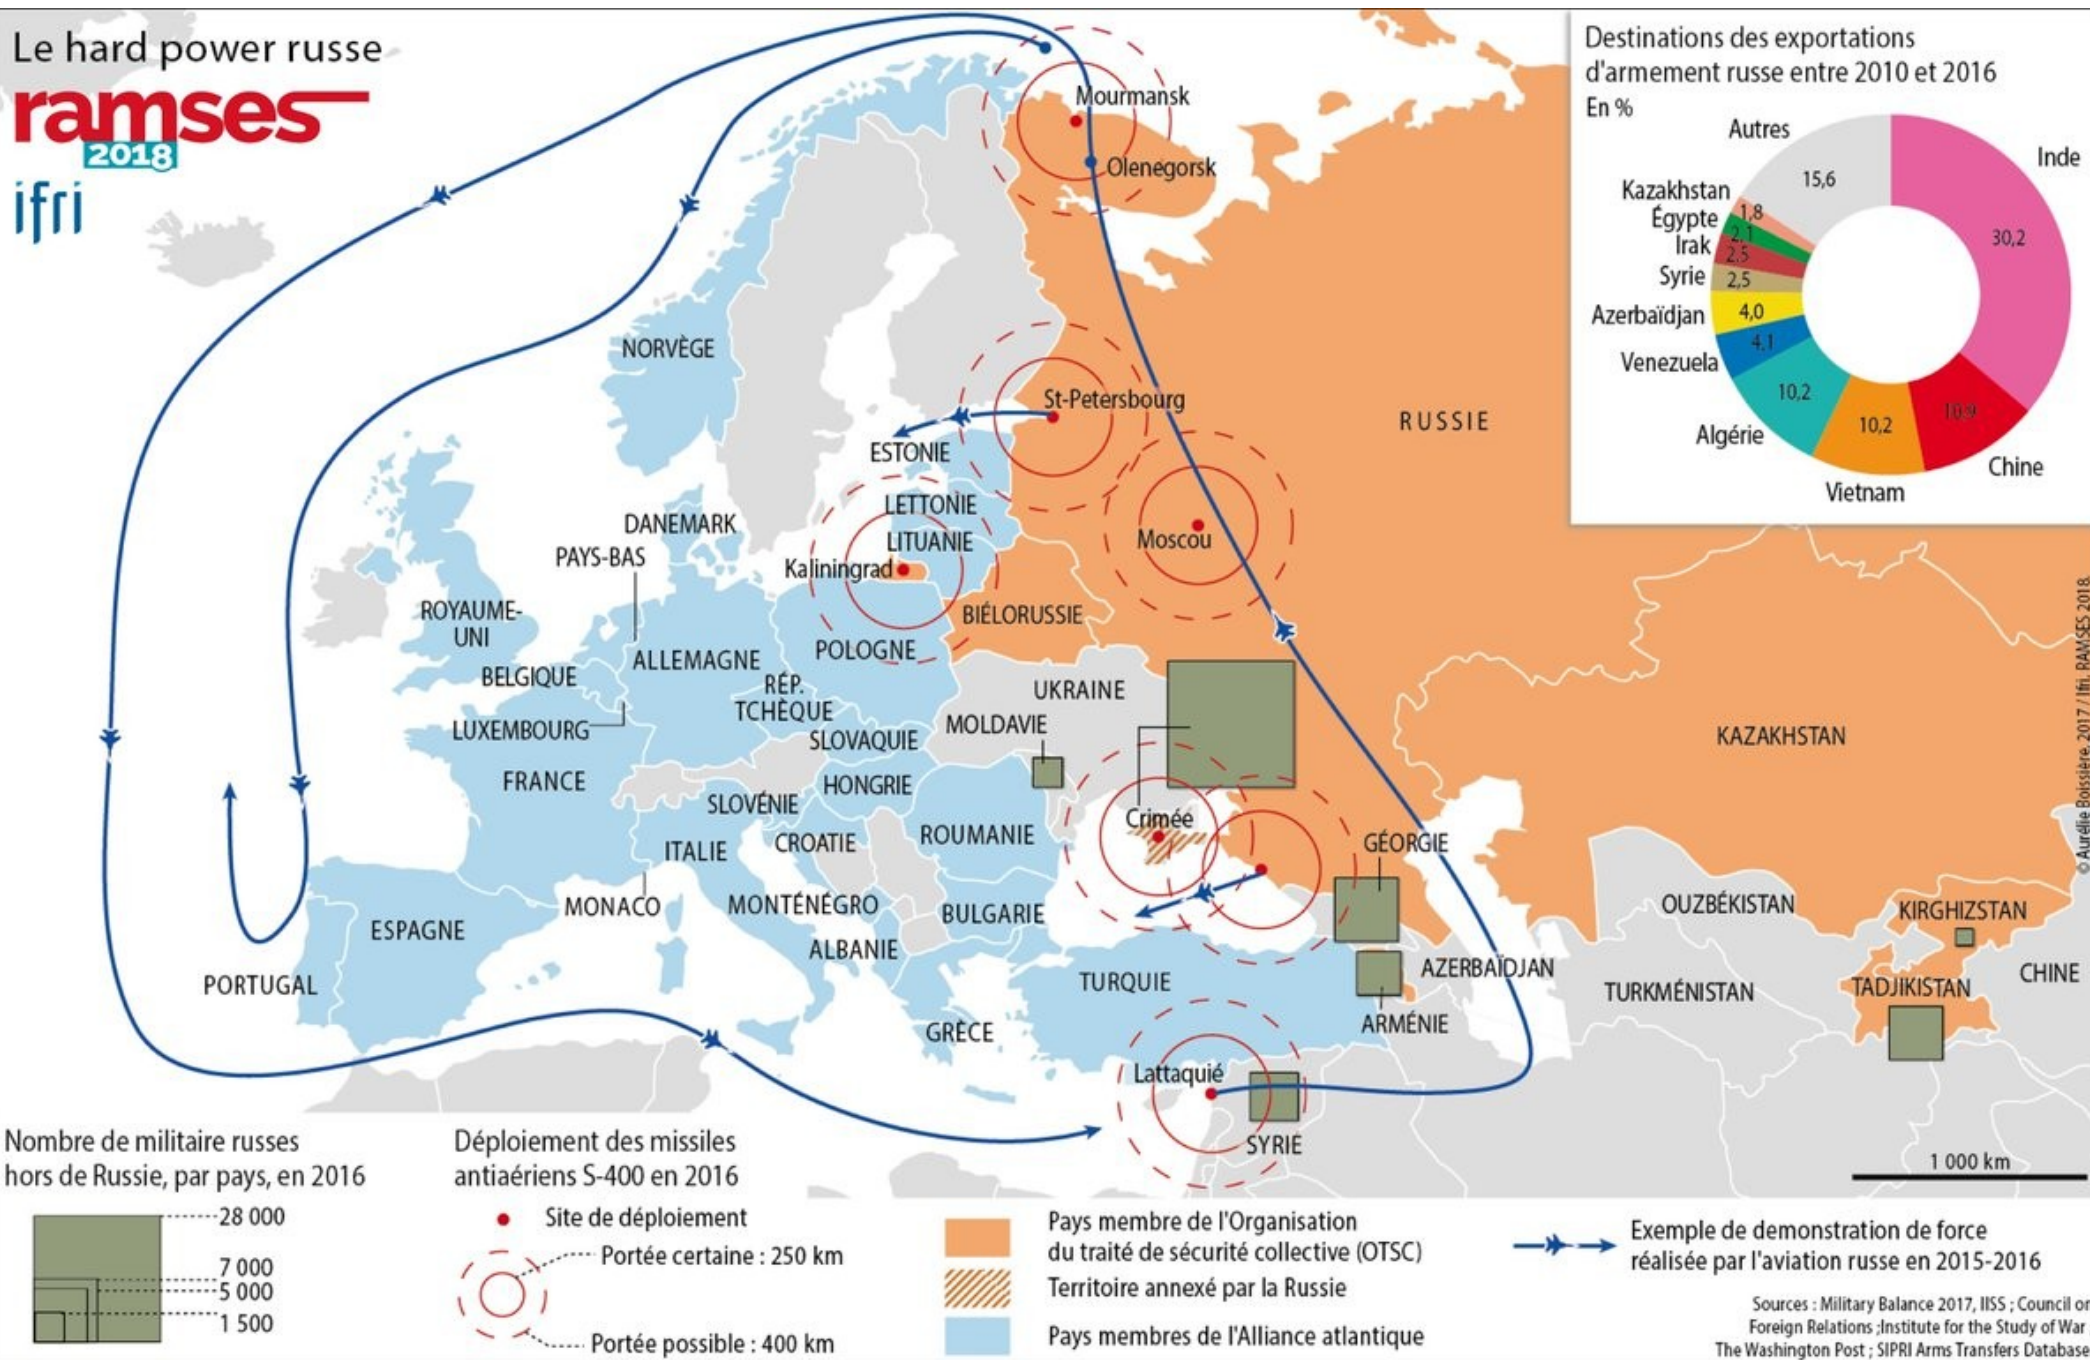 Le hard power russe
ramses
2018
ifri
Destinations des exportations
d'armement russe entre 2010 et 2016
En %
Autres
15,6
Inde
30,2
Kazakhstan
1,8
Égypte
2,1
Irak
2,5
Syrie
2,5
Azerbaïdjan
4,0
Venezuela
4,1
Algérie
10,2
Vietnam
10,2
Chine
10,9
Mourmansk
Olenegorsk
NORVÈGE
St-Petersbourg
RUSSIE
ESTONIE
LETTONIE
LITUANIE
DANEMARK
PAYS-BAS
Kaliningrad
Moscou
ROYAUME-
UNI
BIÉLORUSSIE
POLOGNE
ALLEMAGNE
BELGIQUE
RÉP.
TCHÈQUE
UKRAINE
LUXEMBOURG
MOLDAVIE
SLOVAQUIE
KAZAKHSTAN
FRANCE
HONGRIE
SLOVÉNIE
Crimée
ROUMANIE
CROATIE
ITALIE
GÉORGIE
MONACO
MONTÉNÉGRO
BULGARIE
OUZBÉKISTAN
KIRGHIZSTAN
ESPAGNE
ALBANIE
PORTUGAL
TURQUIE
AZERBAÏDJAN
TURKMÉNISTAN
TADJIKISTAN
CHINE
GRÈCE
ARMÉNIE
Lattaquié
SYRIE
1 000 km
© Aurélie Boissière, 2017 / Ifri, RAMSES 2018.
Nombre de militaire russes
hors de Russie, par pays, en 2016
28 000
7 000
5 000
1 500
Déploiement des missiles
antiaériens S-400 en 2016
Site de déploiement
Portée certaine : 250 km
Portée possible : 400 km
Pays membre de l'Organisation
du traité de sécurité collective (OTSC)
Territoire annexé par la Russie
Pays membres de l'Alliance atlantique
Exemple de demonstration de force
réalisée par l'aviation russe en 2015-2016
Sources : Military Balance 2017, IISS ; Council on
Foreign Relations ;Institute for the Study of War
The Washington Post ; SIPRI Arms Transfers Database